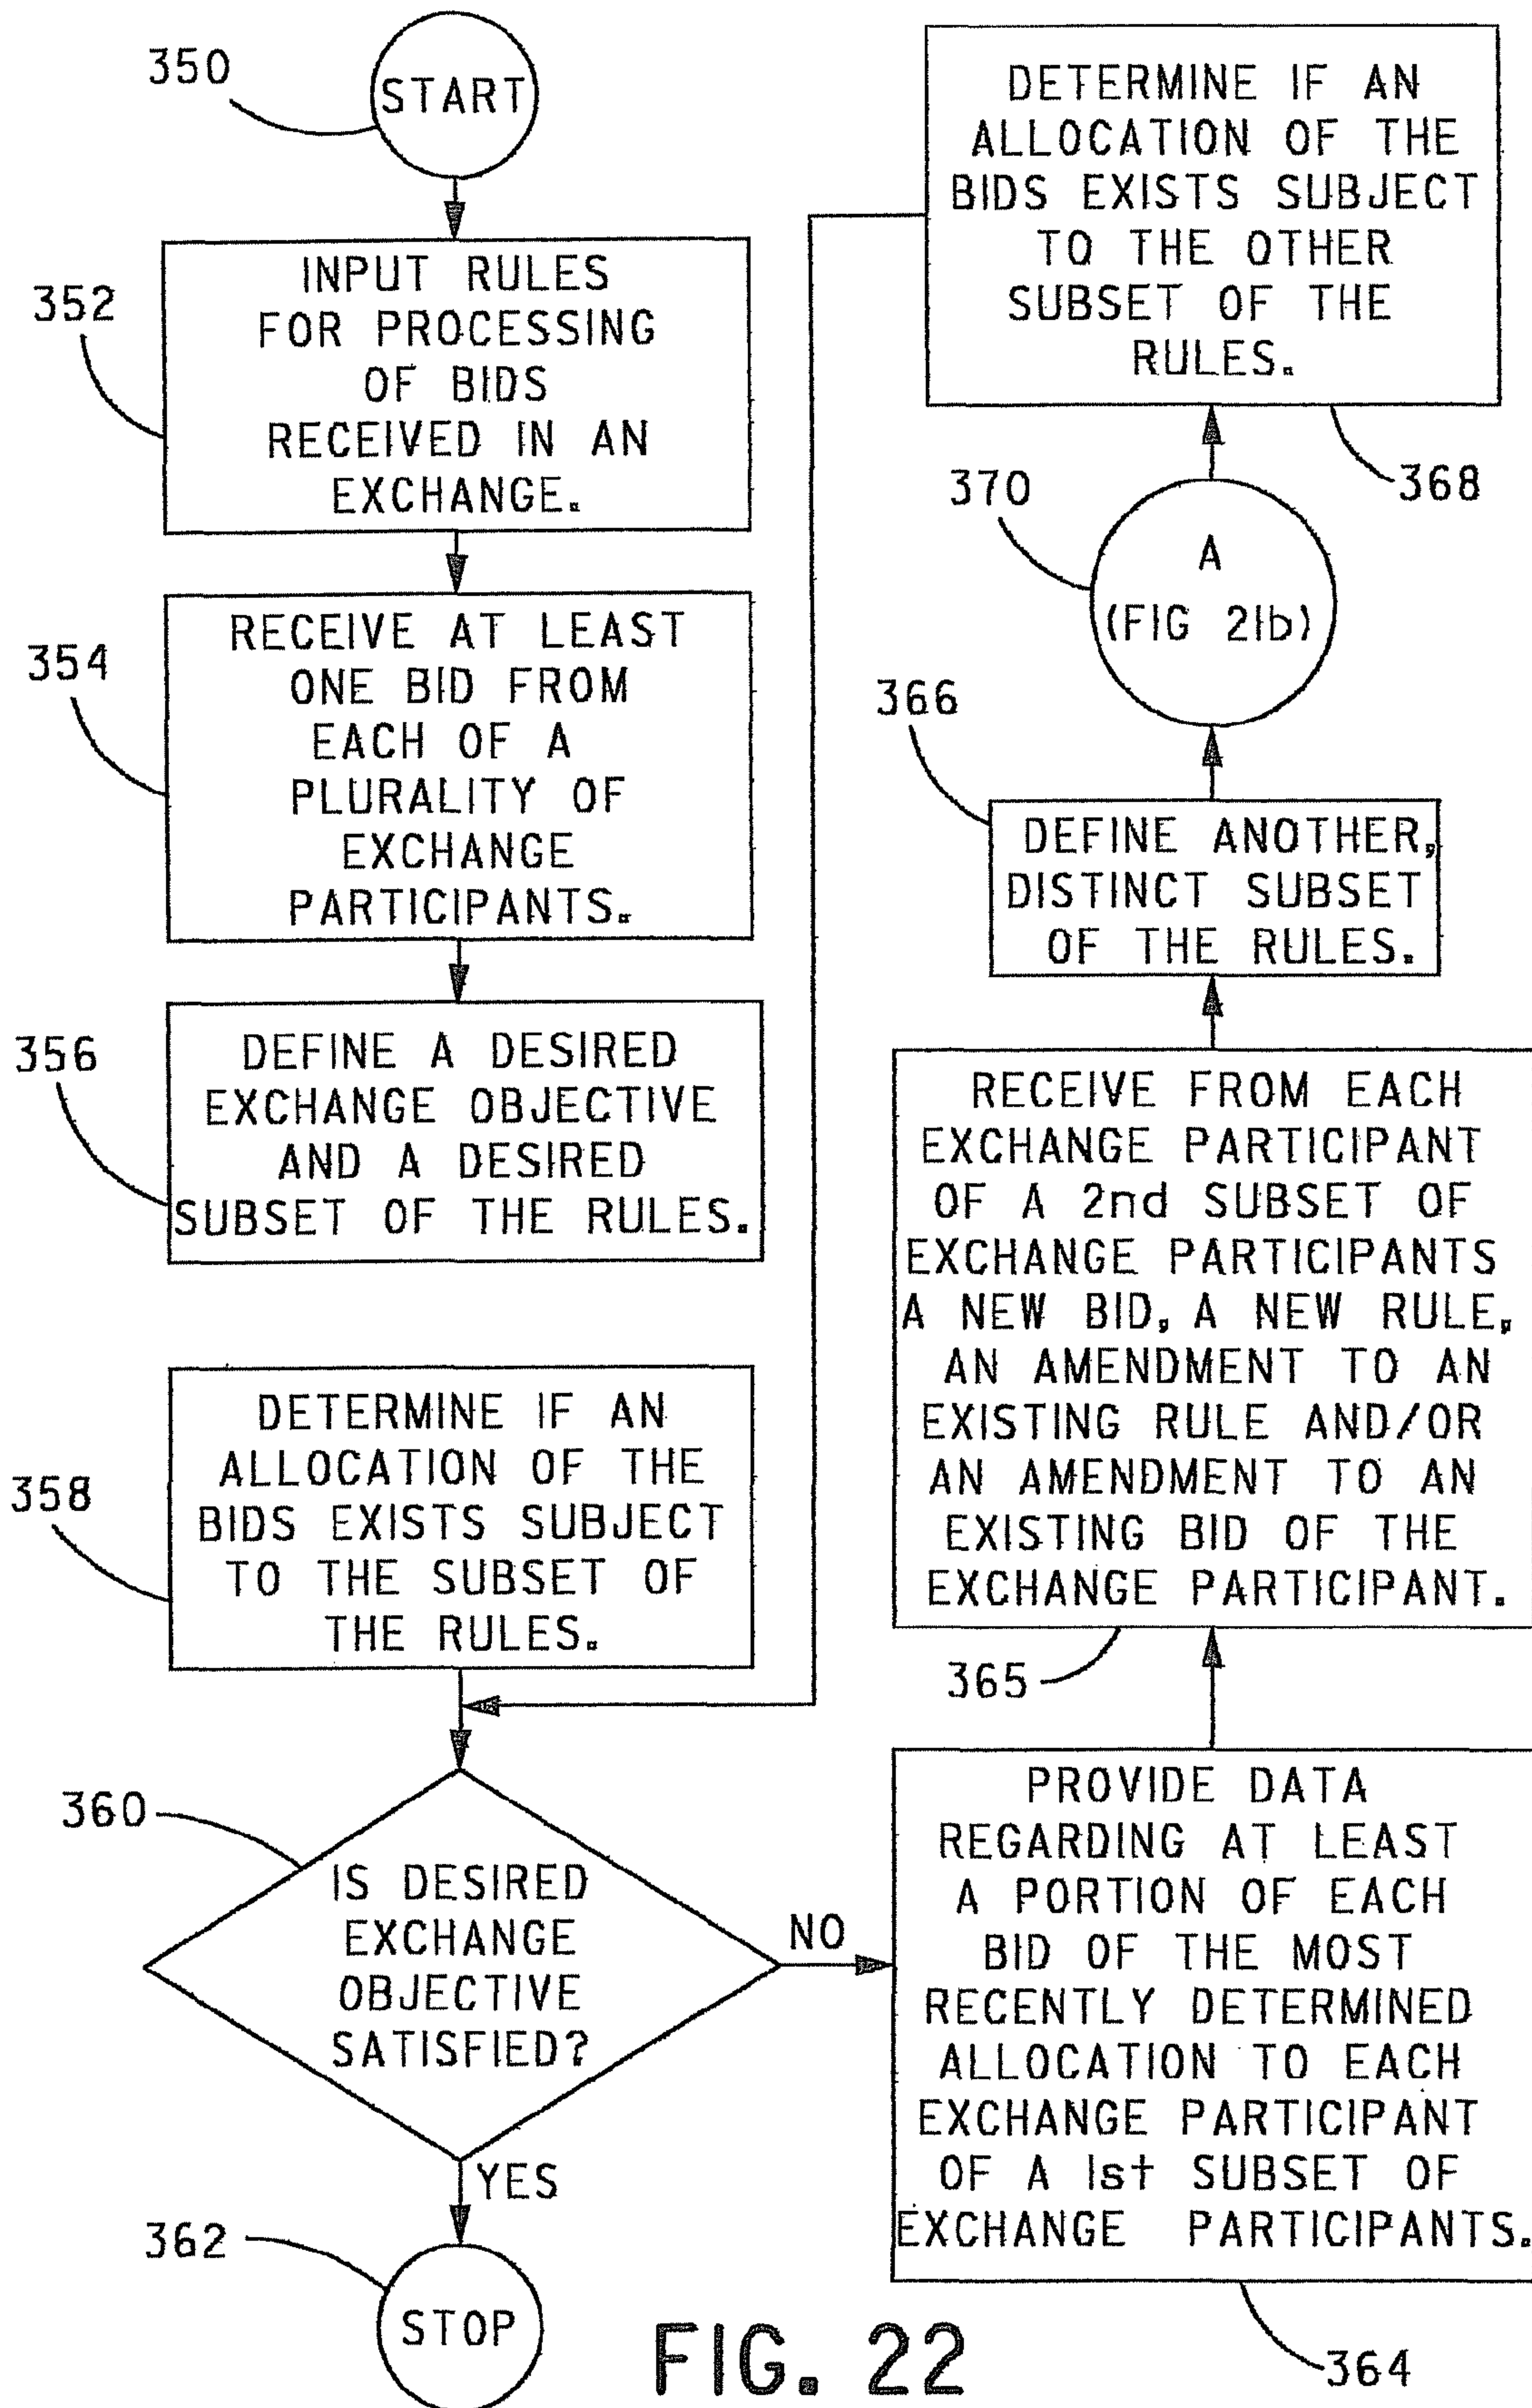 350
START
352
INPUT RULES
FOR PROCESSING
OF BIDS
RECEIVED IN AN
EXCHANGE.
354
RECEIVE AT LEAST
ONE BID FROM
EACH OF A
PLURALITY OF
EXCHANGE
PARTICIPANTS.
356
DEFINE A DESIRED
EXCHANGE OBJECTIVE
AND A DESIRED
SUBSET OF THE RULES.
358
DETERMINE IF AN
ALLOCATION OF THE
BIDS EXISTS SUBJECT
TO THE SUBSET OF
THE RULES.
360
IS DESIRED
EXCHANGE
OBJECTIVE
SATISFIED?
NO
YES
362
STOP
PROVIDE DATA
REGARDING AT LEAST
A PORTION OF EACH
BID OF THE MOST
RECENTLY DETERMINED
ALLOCATION TO EACH
EXCHANGE PARTICIPANT
OF A 1st SUBSET OF
EXCHANGE PARTICIPANTS.
364
RECEIVE FROM EACH
EXCHANGE PARTICIPANT
OF A 2nd SUBSET OF
EXCHANGE PARTICIPANTS
A NEW BID, A NEW RULE,
AN AMENDMENT TO AN
EXISTING RULE AND/OR
AN AMENDMENT TO AN
EXISTING BID OF THE
EXCHANGE PARTICIPANT.
365
366
DEFINE ANOTHER,
DISTINCT SUBSET
OF THE RULES.
370
A
(FIG 21b)
DETERMINE IF AN
ALLOCATION OF THE
BIDS EXISTS SUBJECT
TO THE OTHER
SUBSET OF THE
RULES.
368
FIG. 22